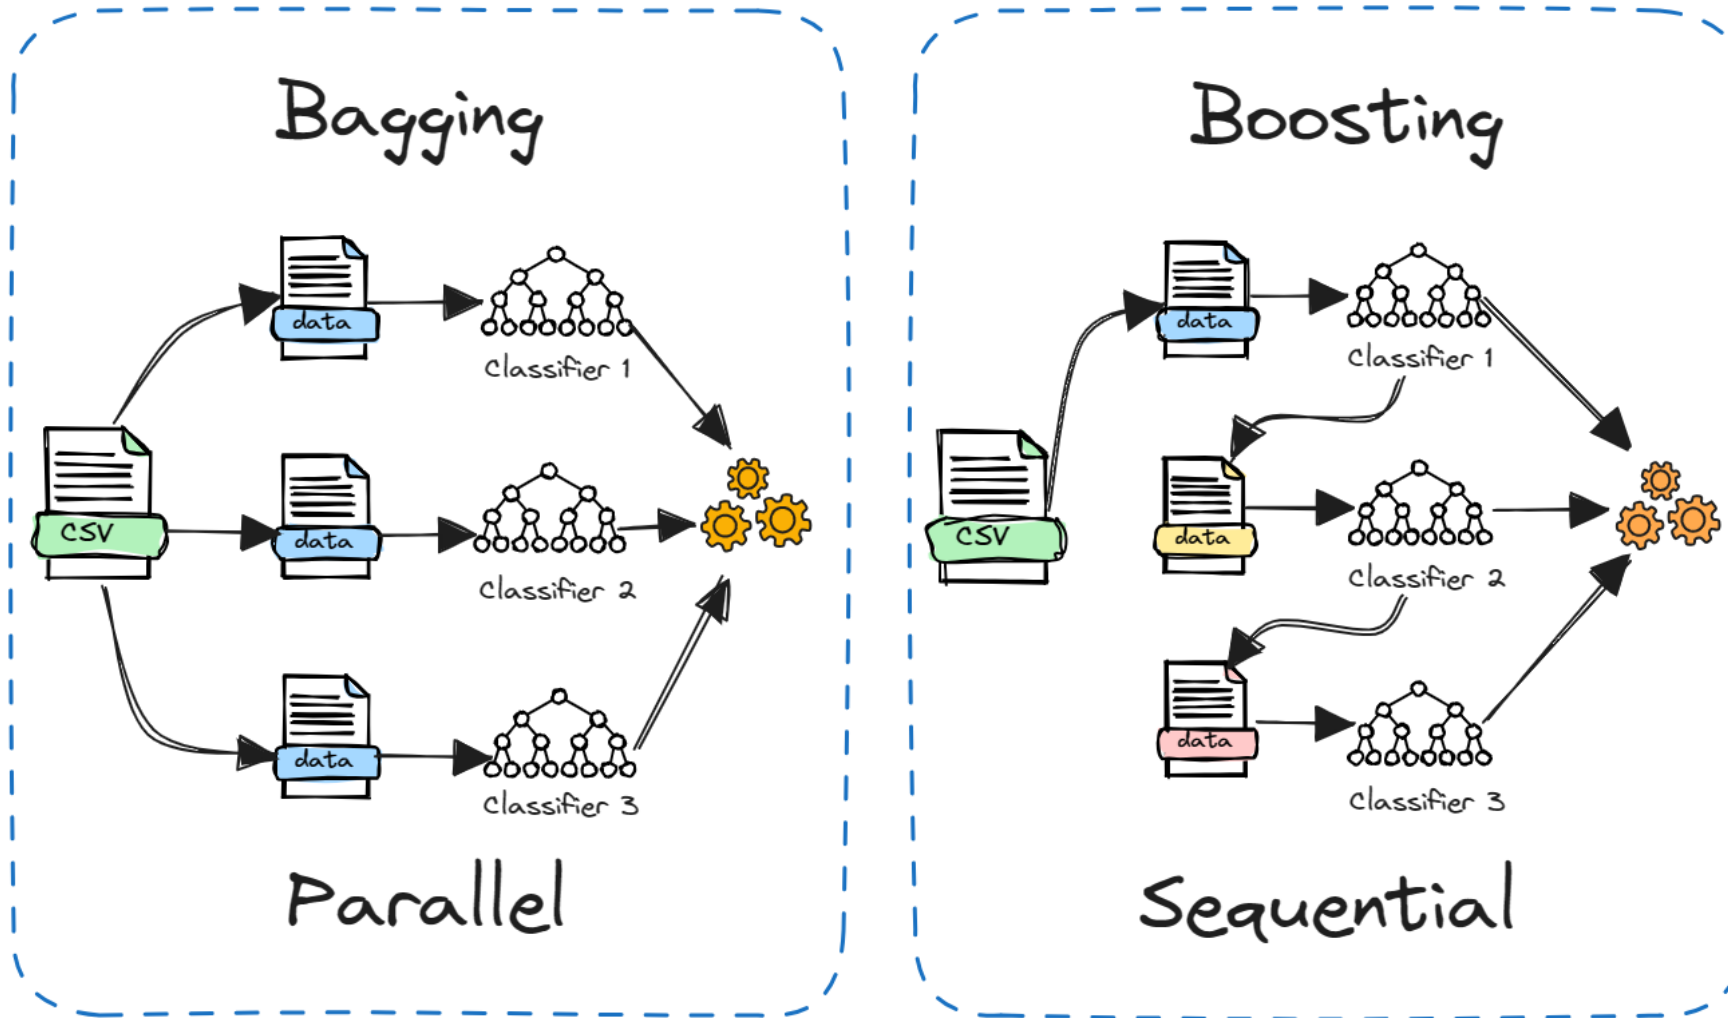 Bagging
data
Classifier 1
CSV
data
Classifier 2
data
Classifier 3
Parallel
Boosting
data
Classifier 1
CSV
data
Classifier 2
data
Classifier 3
Sequential